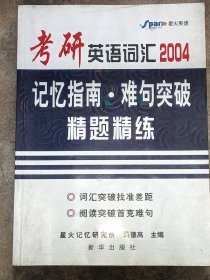 Spark 星火英语
考研英语词汇2004
记忆指南·难句突破
精题精练
◎ 词汇突破找准差距
◎ 阅读突破首克难句
星火记忆研究所 马德高 主编
新华出版社